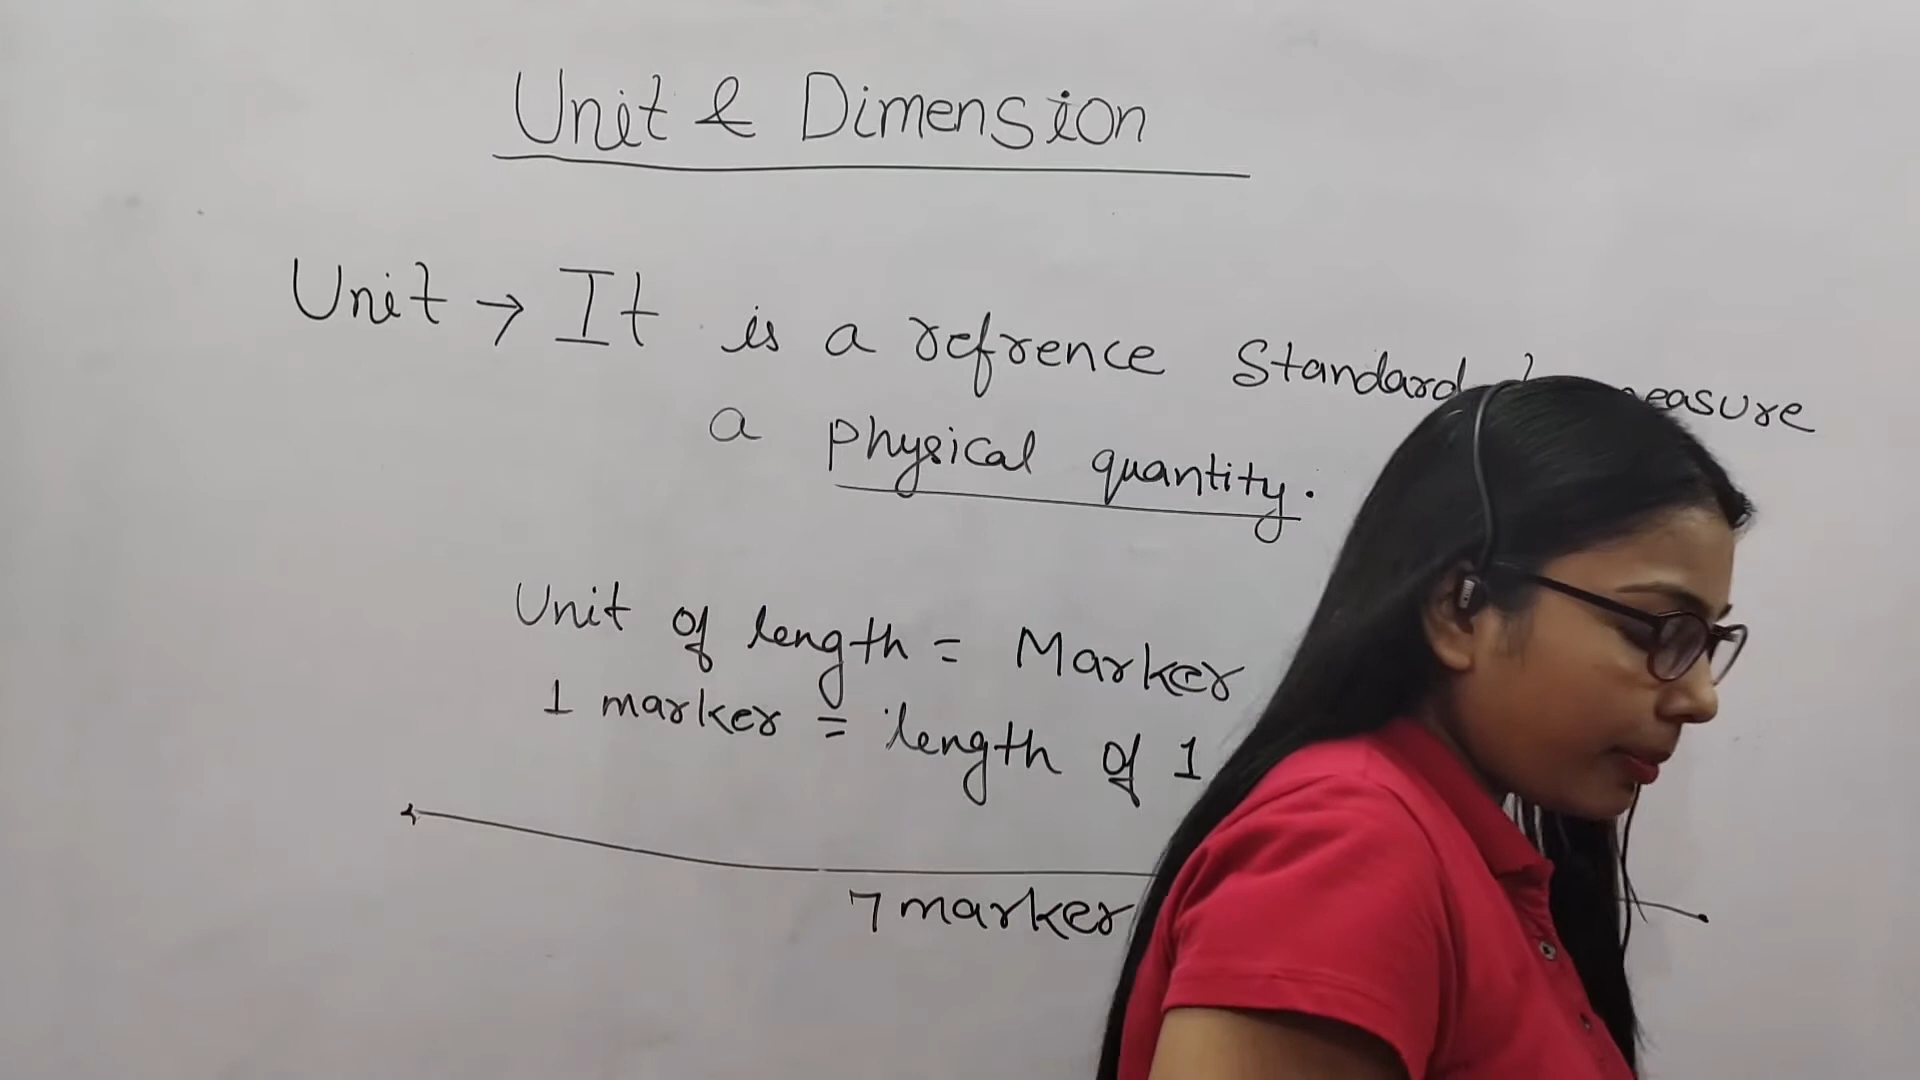 Unit & Dimension
Unit → It is a refrence Standard measure
a physical quantity.
Unit of length = Marker
1 marker = length of 1
7 marker